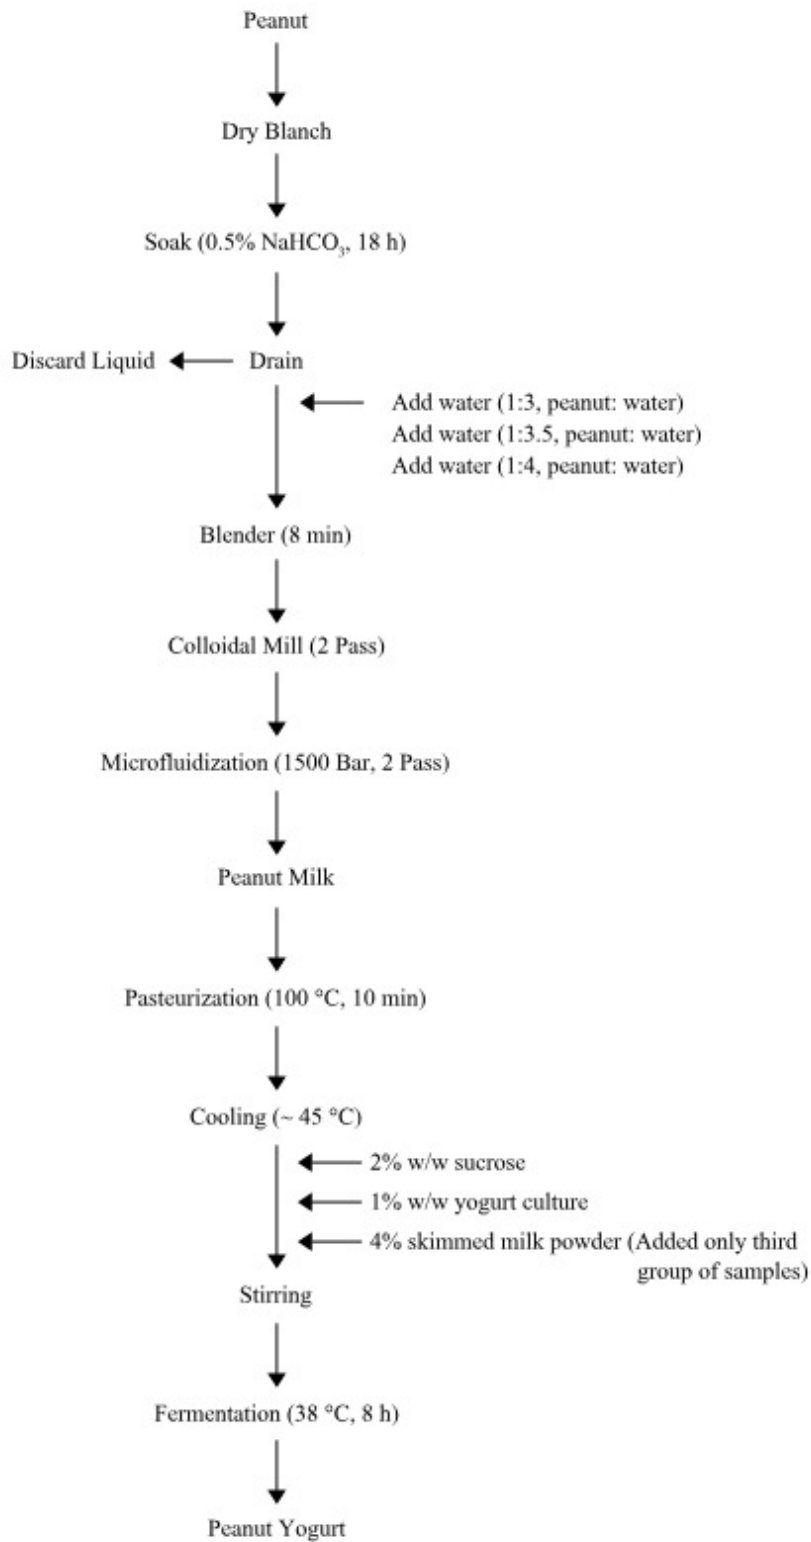 Peanut
Dry Blanch
Soak (0.5% NaHCO₃, 18 h)
Discard Liquid
Drain
Add water (1:3, peanut: water)
Add water (1:3.5, peanut: water)
Add water (1:4, peanut: water)
Blender (8 min)
Colloidal Mill (2 Pass)
Microfluidization (1500 Bar, 2 Pass)
Peanut Milk
Pasteurization (100 °C, 10 min)
Cooling (~ 45 °C)
2% w/w sucrose
1% w/w yogurt culture
4% skimmed milk powder (Added only third
group of samples)
Stirring
Fermentation (38 °C, 8 h)
Peanut Yogurt